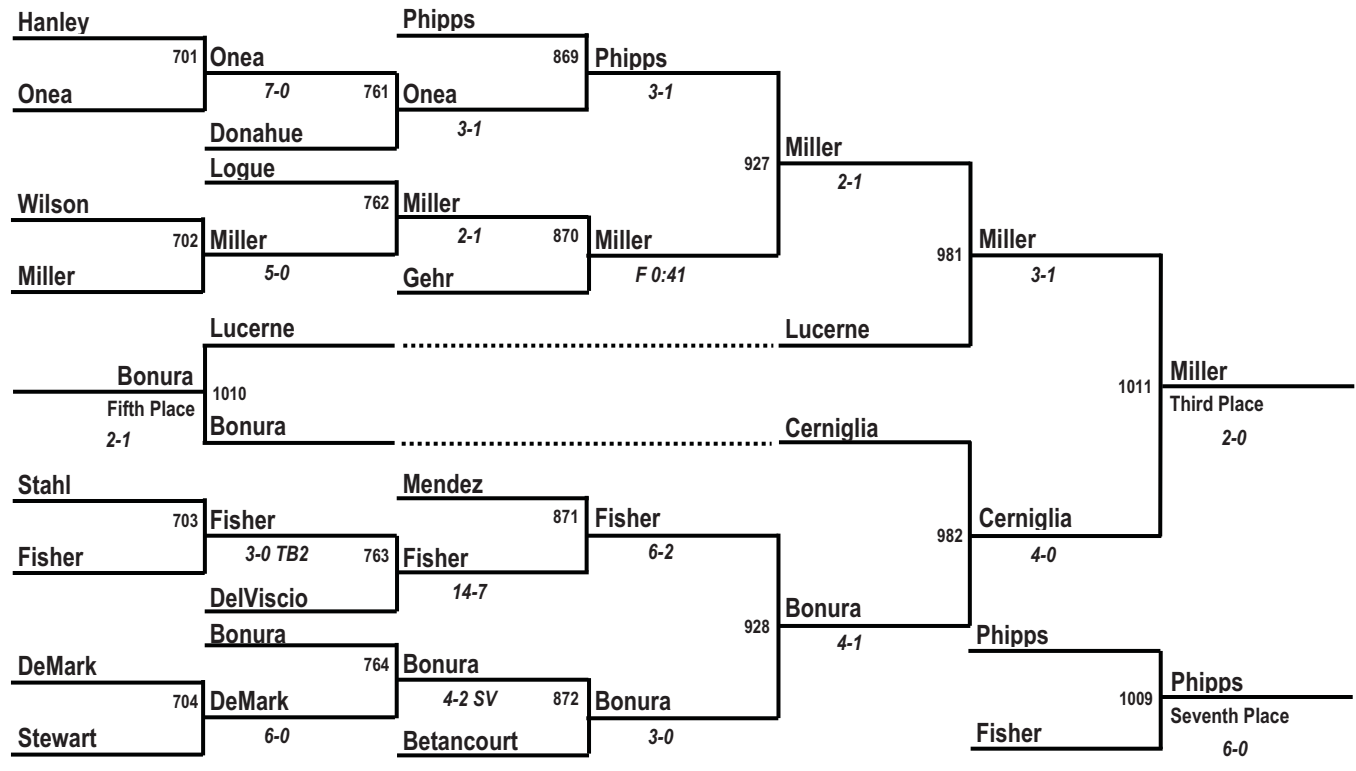 Hanley
Phipps
701
Onea
869
Phipps
7-0
761
3-1
Onea
Onea
3-1
Donahue
Miller
927
2-1
Logue
Wilson
762
Miller
702
Miller
2-1
870
Miller
981
Miller
Miller
5-0
Gehr
F 0:41
3-1
Lucerne
Lucerne
Bonura
1010
1011
Miller
Fifth Place
Third Place
2-1
Bonura
Cerniglia
2-0
Stahl
Mendez
703
Fisher
871
Fisher
982
Cerniglia
Fisher
3-0 TB2
763
Fisher
6-2
4-0
DelViscio
14-7
Bonura
928
Bonura
4-1
Phipps
DeMark
764
Bonura
704
DeMark
4-2 SV
872
Bonura
1009
Phipps
Seventh Place
Stewart
6-0
Betancourt
3-0
Fisher
6-0